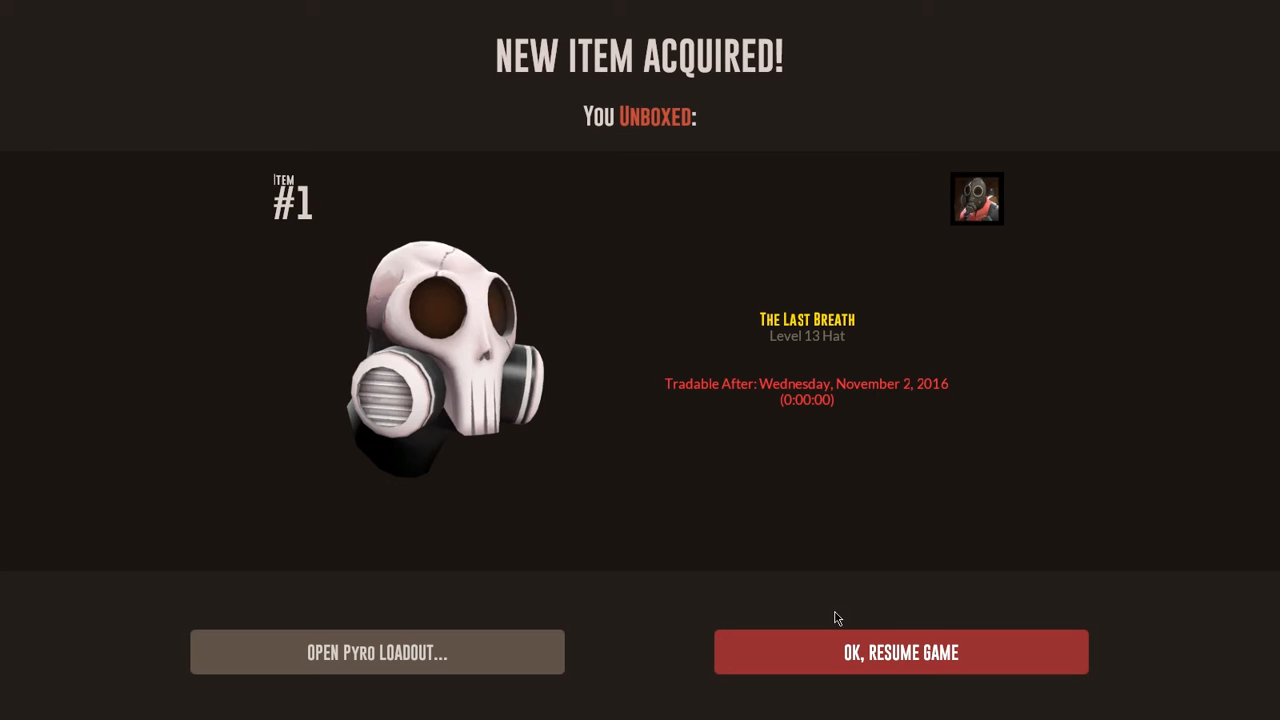 NEW ITEM ACQUIRED!
You Unboxed:
Item
#1
The Last Breath
Level 13 Hat
Tradable After: Wednesday, November 2, 2016
(0:00:00)
OPEN Pyro LOADOUT...
OK, RESUME GAME